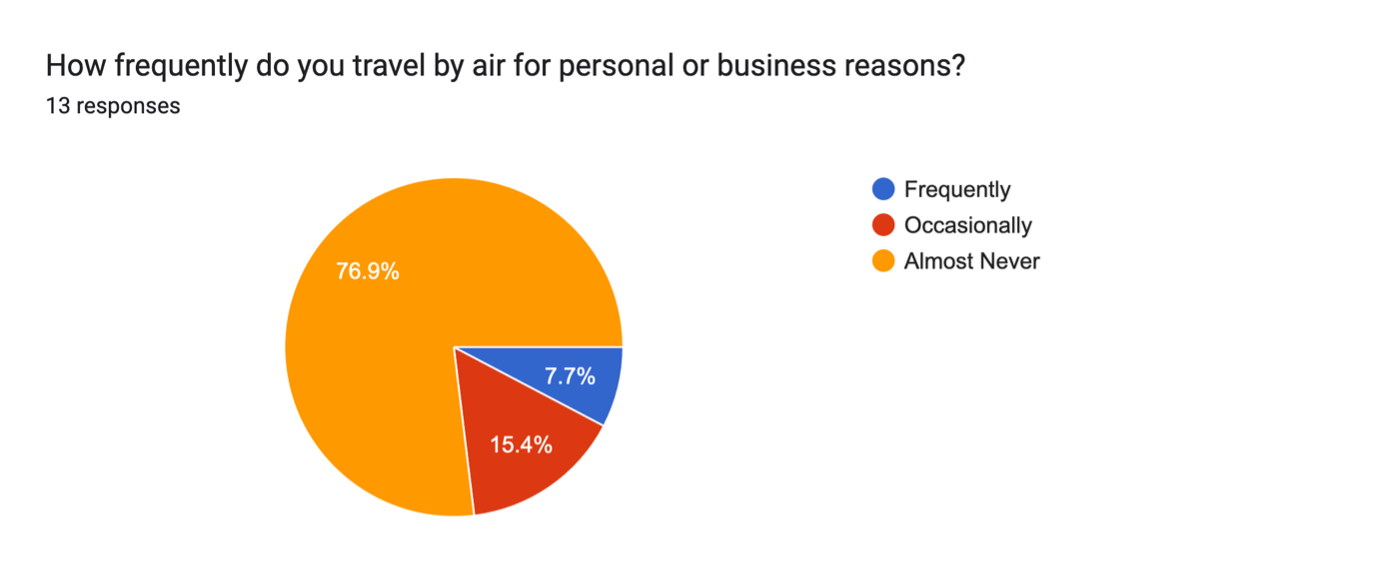 How frequently do you travel by air for personal or business reasons?
13 responses
Frequently
Occasionally
Almost Never
76.9%
7.7%
15.4%